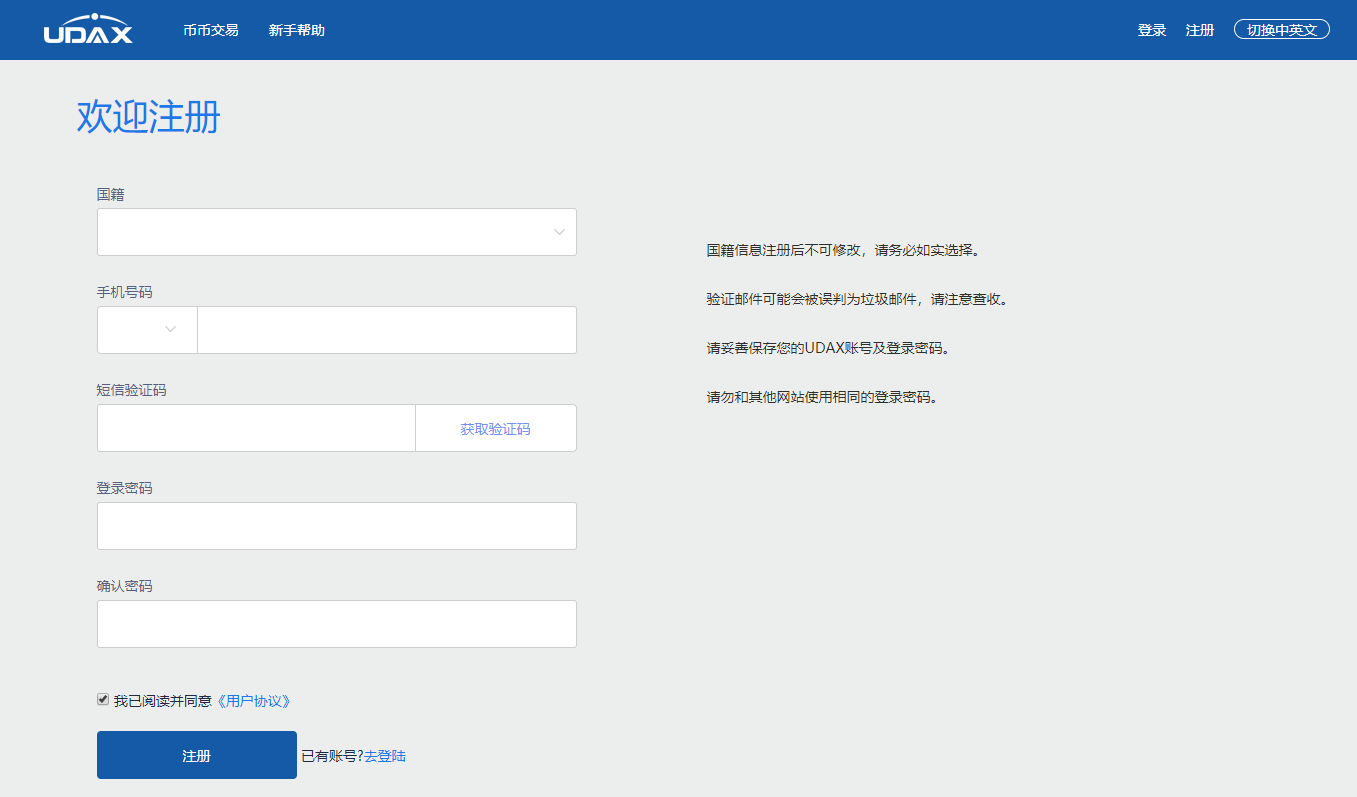 UDAX 币币交易 新手帮助 登录 注册 切换中英文
欢迎注册
国籍
手机号码
短信验证码
获取验证码
登录密码
确认密码
我已阅读并同意《用户协议》
注册 已有账号?去登陆
国籍信息注册后不可修改，请务必如实选择。
验证邮件可能会被误判为垃圾邮件，请注意查收。
请妥善保存您的UDAX账号及登录密码。
请勿和其他网站使用相同的登录密码。